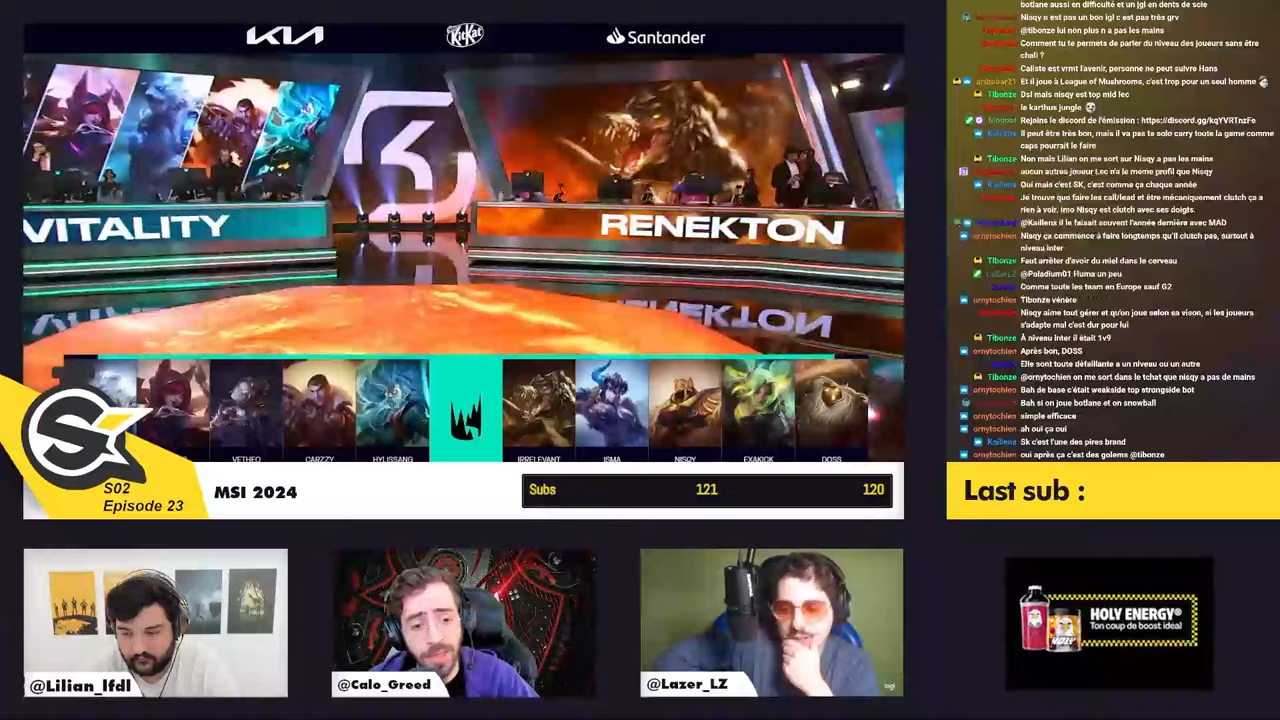 KIA
KitKat
Santander
VITALITY
RENEKTON
VETHEO
CARZZY
HYLISSANG
IRRELEVANT
ISMA
NISQY
EXAKICK
DOSS
S02
Episode 23
MSI 2024
Subs 121 120
@Lilian_lfdl
@Calo_Greed
@Lazer_LZ
logi
botlane aussi en difficulté et un jgl en dents de scie
Nisqy n est pas un bon igl c est pas très grv
@tibonze lui non plus n a pas les mains
Comment tu te permets de parler du niveau des joueurs sans être
chall ?
Caliste est vrmt l'avenir, personne ne peut suivre Hans
Et il joue à League of Mushrooms, c'est trop pour un seul homme
Tibonze Dsl mais nisqy est top mid lec
le karthus jungle
Rejoins le discord de l'émission : https://discord.gg/kqYVRTnzFe
Kaillens Il peut être très bon, mais il va pas te solo carry toute la game comme
caps pourrait le faire
Tibonze Non mais Lilian on me sort sur Nisqy a pas les mains
aucun autres joueur Lec n'a le meme profil que Nisqy
Kaillens Oui mais c'est SK, c'est comme ça chaque année
Je trouve que faire les call/lead et être mécaniquement clutch ça a
rien à voir. imo Nisqy est clutch avec ses doigts.
@Kaillens il le faisait souvent l'année dernière avec MAD
ornytochien Nisqy ça commence à faire longtemps qu'il clutch pas, surtout à
niveau inter
Tibonze Faut arrêter d'avoir du miel dans le cerveau
LaZerLZ @Paladium01 Huma un peu
Comme toute les team en Europe sauf G2
ornytochien Tibonze vénère
Nisqy aime tout gérer et qu'on joue selon sa vison, si les joueurs
s'adapte mal c'est dur pour lui
Tibonze À niveau Inter il était 1v9
ornytochien Après bon, DOSS
Elle sont toute défaillante a un niveau ou un autre
Tibonze @ornytochien on me sort dans le tchat que nisqy a pas de mains
ornytochien Bah de base c'était weakside top strongside bot
Bah si on joue botlane et on snowball
ornytochien simple efficace
ornytochien ah oui ça oui
Kaillens Sk c'est l'une des pires brand
ornytochien oui après ça c'est des golems @tibonze
Last sub :
HOLY ENERGY®
Ton coup de boost ideal
HOLY